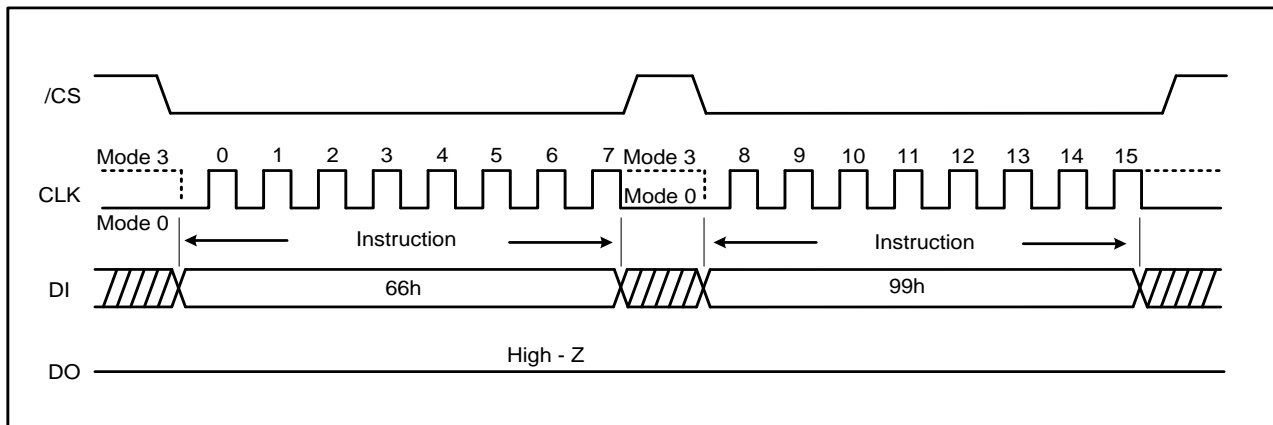 /CS
Mode 3 0 1 2 3 4 5 6 7 Mode 3 8 9 10 11 12 13 14 15
CLK Mode 0
Mode 0
Instruction Instruction
DI 66h 99h
High - Z
DO